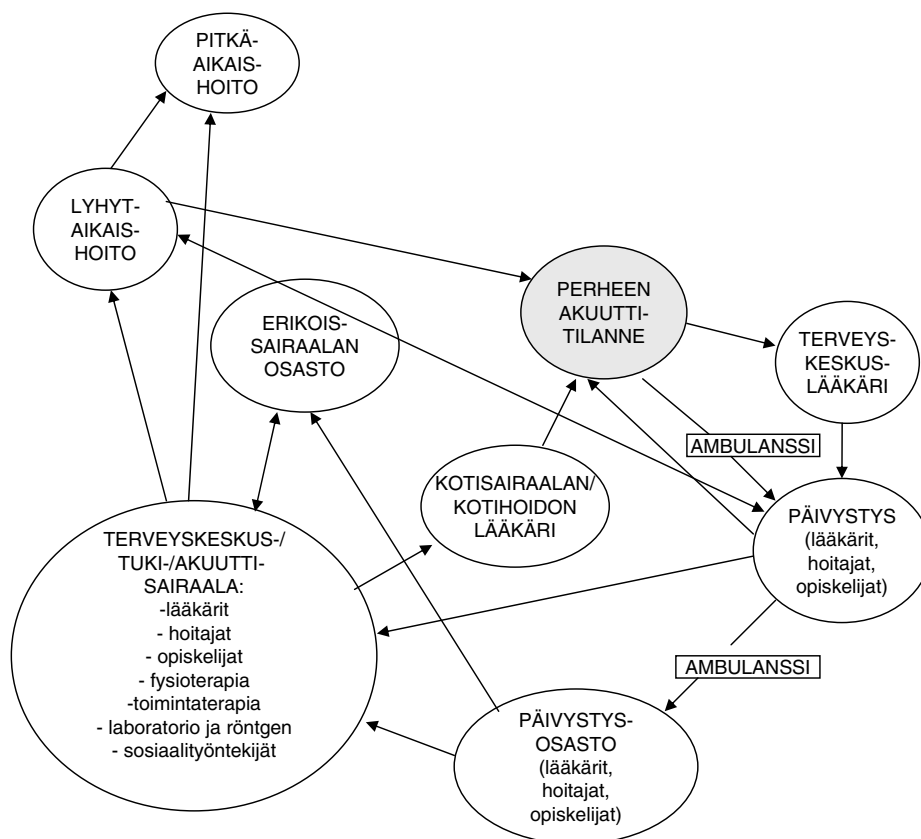 PITKÄ-
AIKAIS-
HOITO
LYHYT-
AIKAIS-
HOITO
PERHEEN
AKUUTTI-
TILANNE
ERIKOIS-
SAIRAALAN
OSASTO
TERVEYS-
KESKUS-
LÄÄKÄRI
AMBULANSSI
KOTISAIRAALAN/
KOTIHOIDON
LÄÄKÄRI
PÄIVYSTYS
(lääkärit,
hoitajat,
opiskelijat)
TERVEYSKESKUS-/
TUKI-/AKUUTTI-
SAIRAALA:
-lääkärit
- hoitajat
- opiskelijat
- fysioterapia
-toimintaterapia
- laboratorio ja röntgen
- sosiaalityöntekijät
AMBULANSSI
PÄIVYSTYS-
OSASTO
(lääkärit,
hoitajat,
opiskelijat)